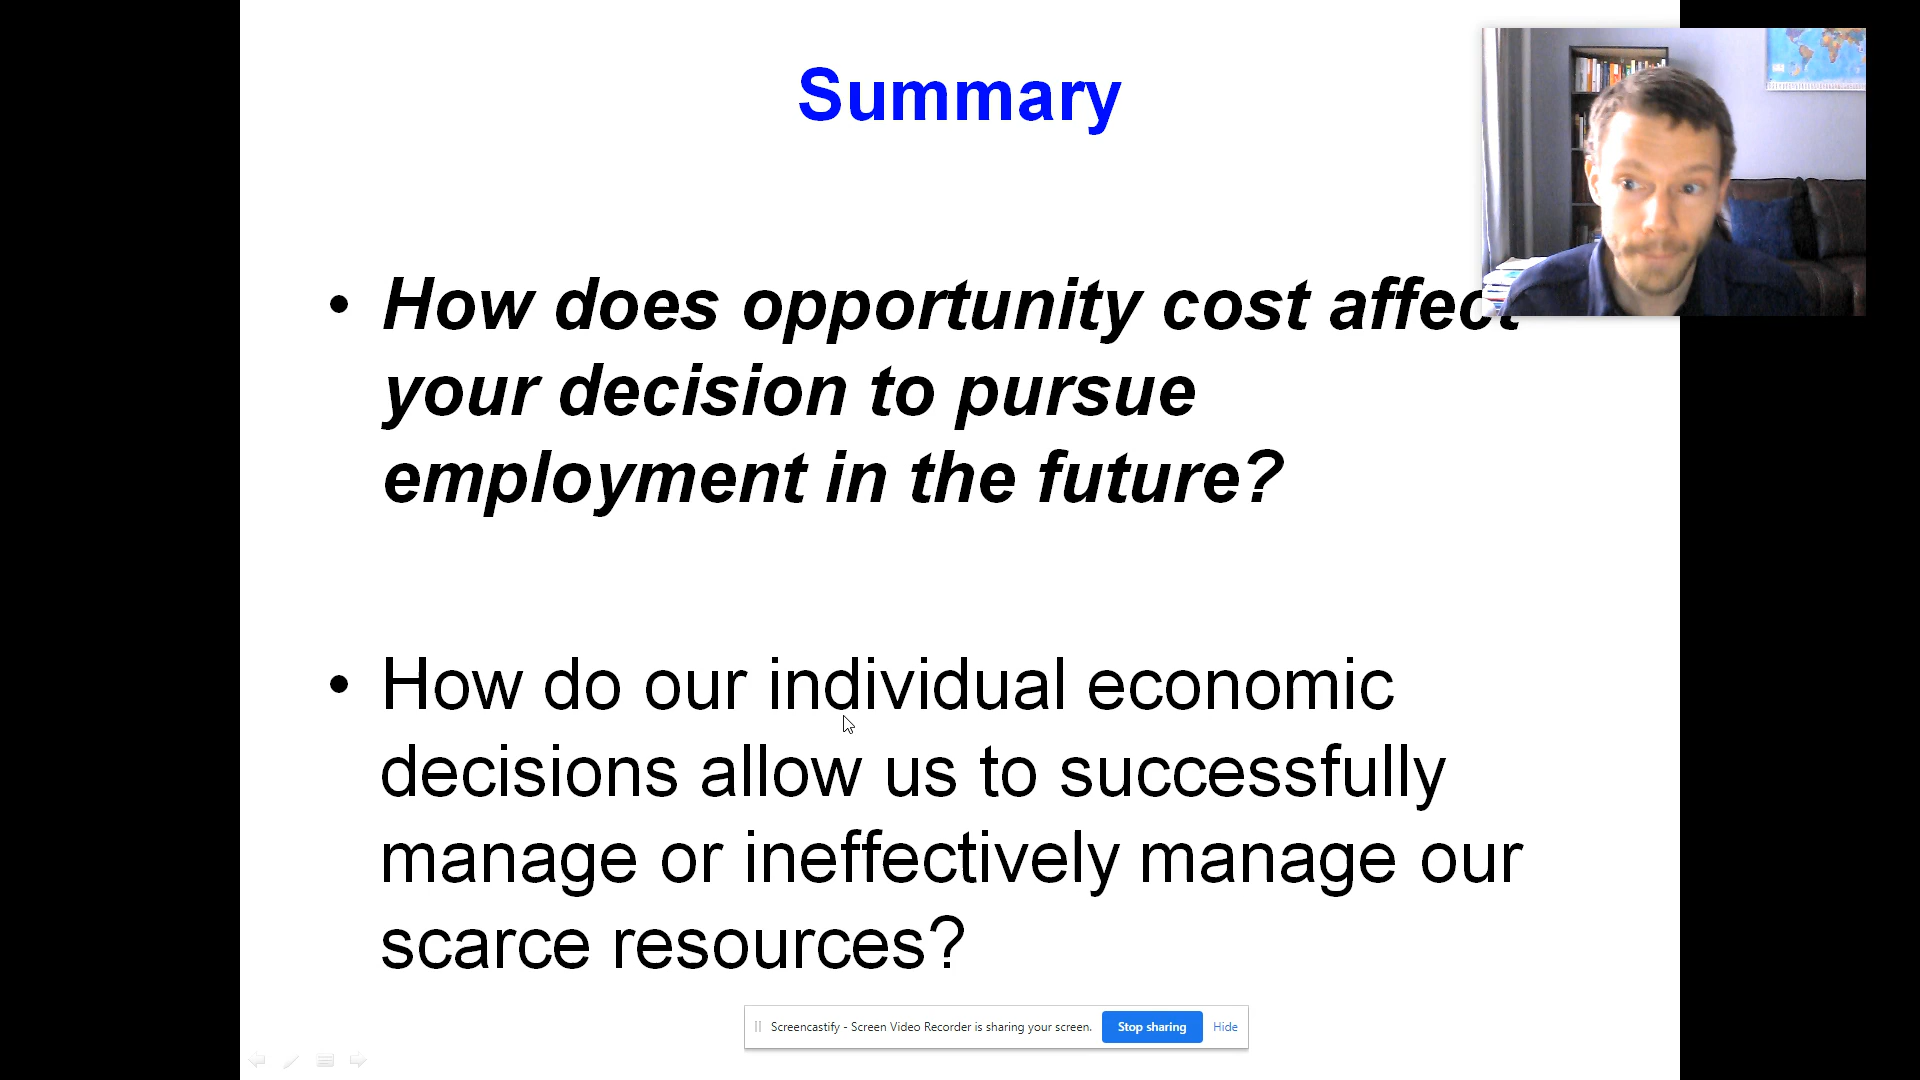 Summary
• How does opportunity cost affect
your decision to pursue
employment in the future?
• How do our individual economic
decisions allow us to successfully
manage or ineffectively manage our
scarce resources?
Screencastify - Screen Video Recorder is sharing your screen. Stop sharing Hide